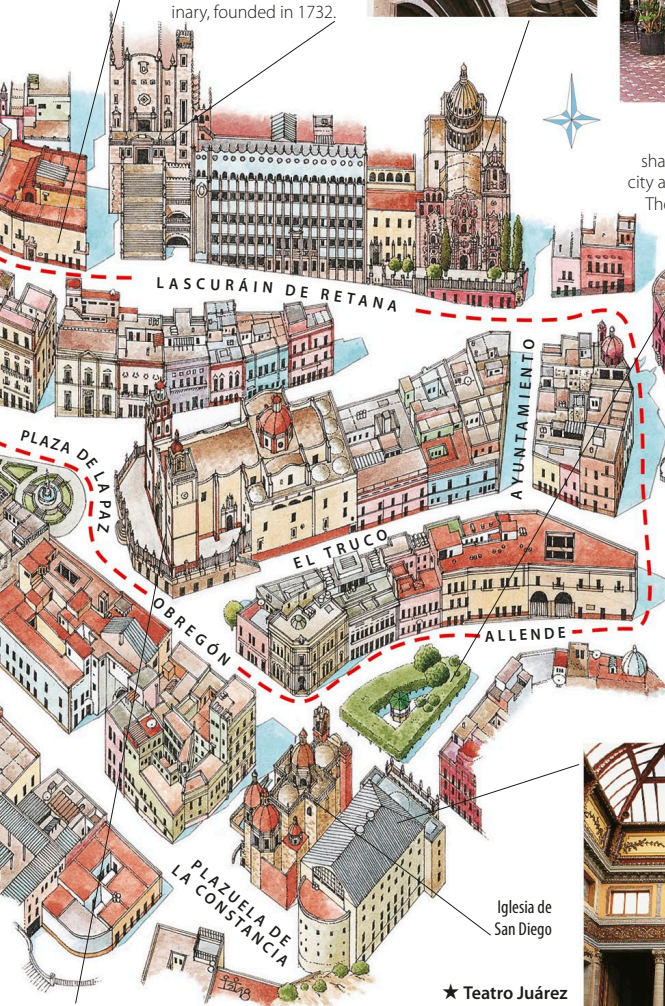 inary, founded in 1732.
sha
city a
The
LASCURÁIN DE RETANA
AYUNTAMIENTO
PLAZA DE LA PAZ
EL TRUCO
OBREGÓN
ALLENDE
PLAZUELA DE
LA CONSTANCIA
Iglesia de
San Diego
★ Teatro Juárez